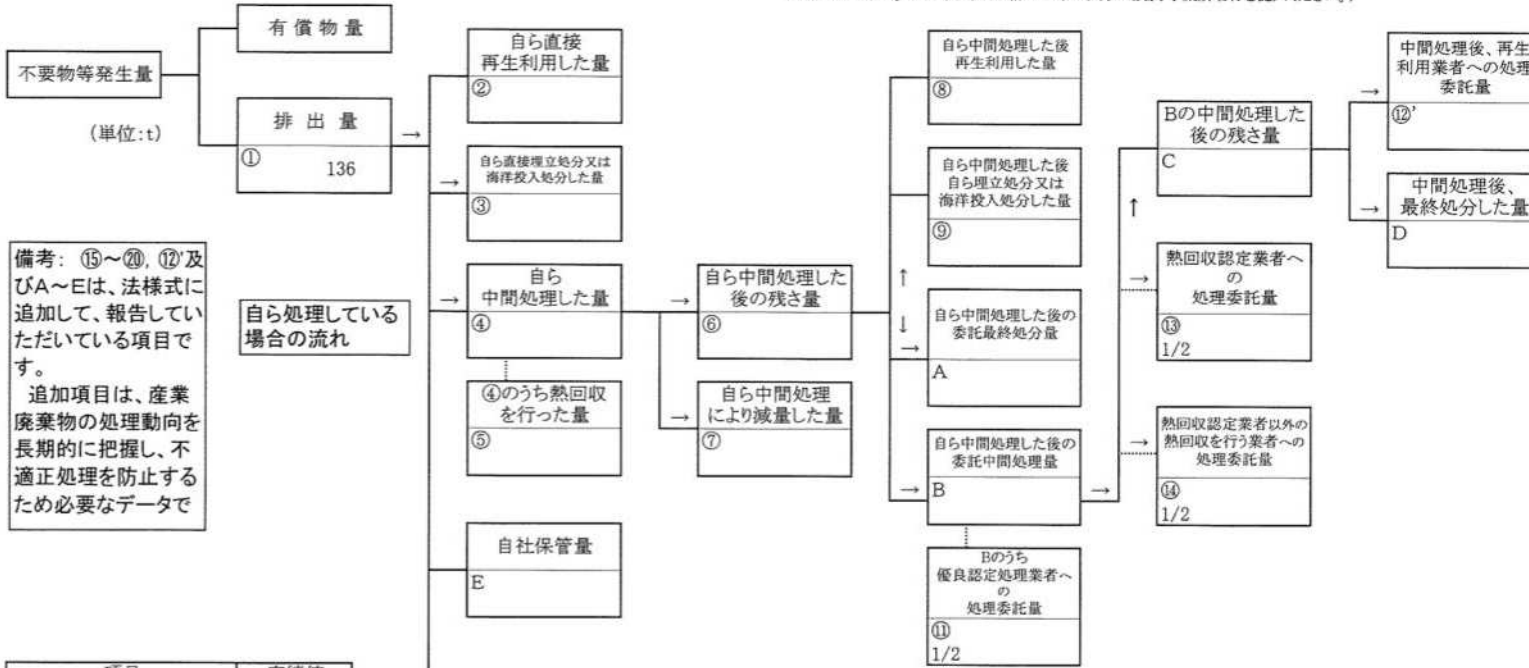 不要物等発生量
有 償 物 量
(単位:t)
排 出 量
①
136
→
備考: ⑮～⑳, ⑫'及
びA～Eは、法様式に
追加して、報告してい
ただいている項目で
す。
追加項目は、産業
廃棄物の処理動向を
長期的に把握し、不
適正処理を防止する
ため必要なデータで
自ら処理している
場合の流れ
自ら直接
再生利用した量
②
→
自ら直接埋立処分又は
海洋投入処分した量
③
→
自ら
中間処理した量
④
④のうち熱回収
を行った量
⑤
自社保管量
E
→
自ら中間処理した
後の残さ量
⑥
→
自ら中間処理
により減量した量
⑦
自ら中間処理した後
再生利用した量
⑧
自ら中間処理した後
自ら埋立処分又は
海洋投入処分した量
⑨
↑
↓
→
自ら中間処理した後の
委託最終処分量
A
→
自ら中間処理した後の
委託中間処理量
B
→
Bのうち
優良認定処理業者へ
の
処理委託量
⑪
1/2
Bの中間処理した
後の残さ量
C
↑
→
熱回収認定業者へ
の
処理委託量
⑬
1/2
→
熱回収認定業者以外の
熱回収を行う業者への
処理委託量
⑭
1/2
→
中間処理後、再生
利用業者への処理
委託量
⑫'
→
中間処理後、
最終処分した量
D